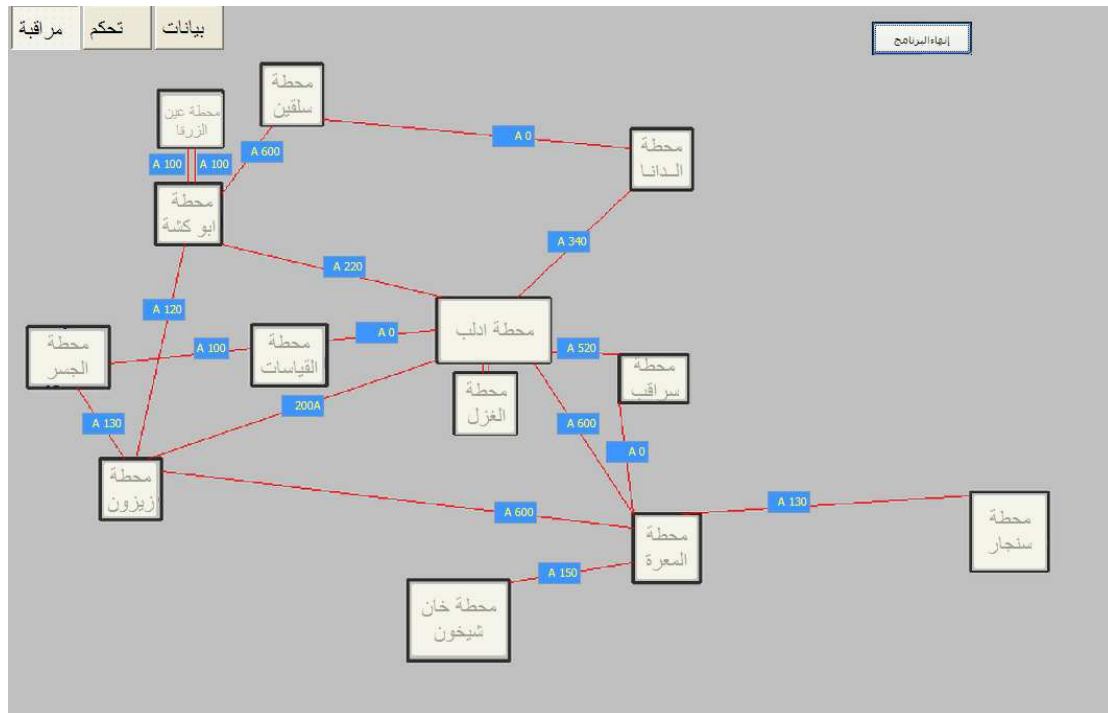 مراقبة
تحكم
بيانات
إنهاء البرنامج
محطة
سلقين
محطة عين
الزرقا
A 100
A 100
A 600
A 0
محطة
الـدانـا
محطة
ابو كشة
A 220
A 340
A 120
محطة ادلب
محطة
الجسر
A 100
محطة
القياسات
A 0
A 520
محطة
سراقب
محطة
الغزل
200A
A 130
A 600
A 0
محطة
زيزون
A 600
A 130
محطة
المعرة
محطة
سنجار
A 150
محطة خان
شيخون